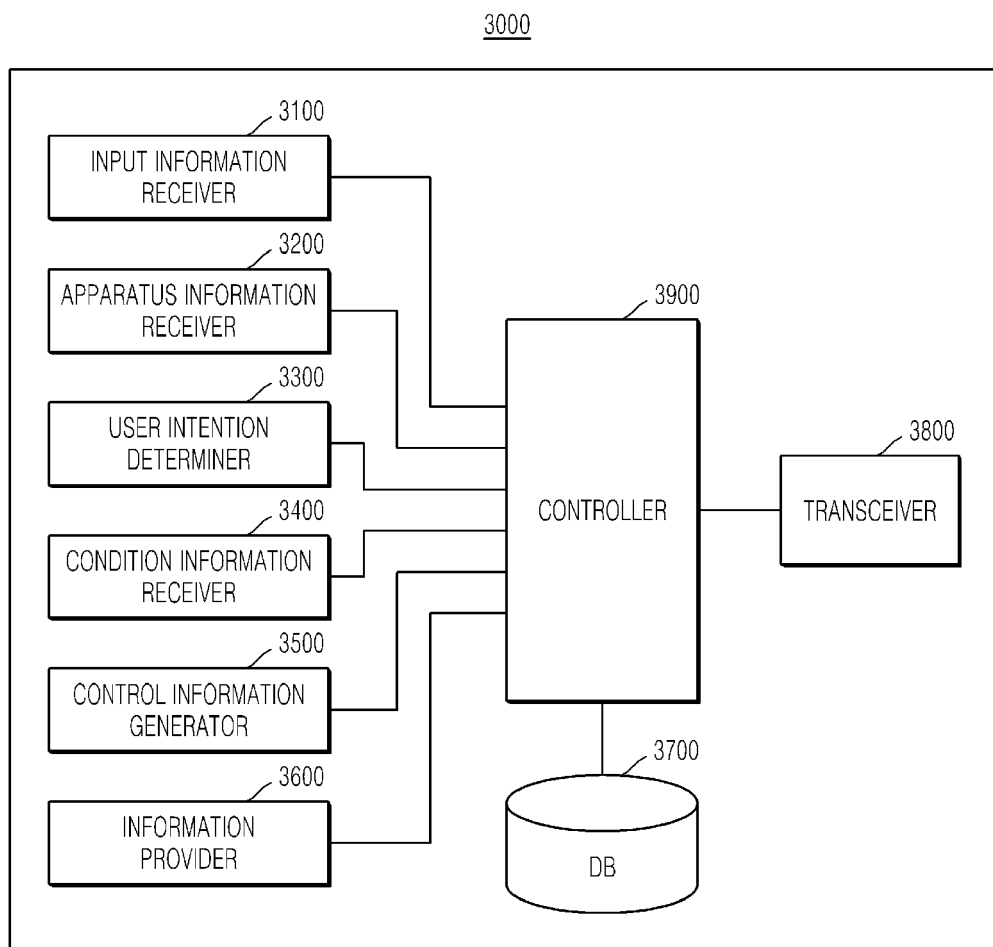 3000
3100
INPUT INFORMATION
RECEIVER
3200
APPARATUS INFORMATION
RECEIVER
3300
USER INTENTION
DETERMINER
3400
CONDITION INFORMATION
RECEIVER
3500
CONTROL INFORMATION
GENERATOR
3600
INFORMATION
PROVIDER
3900
CONTROLLER
3800
TRANSCEIVER
3700
DB